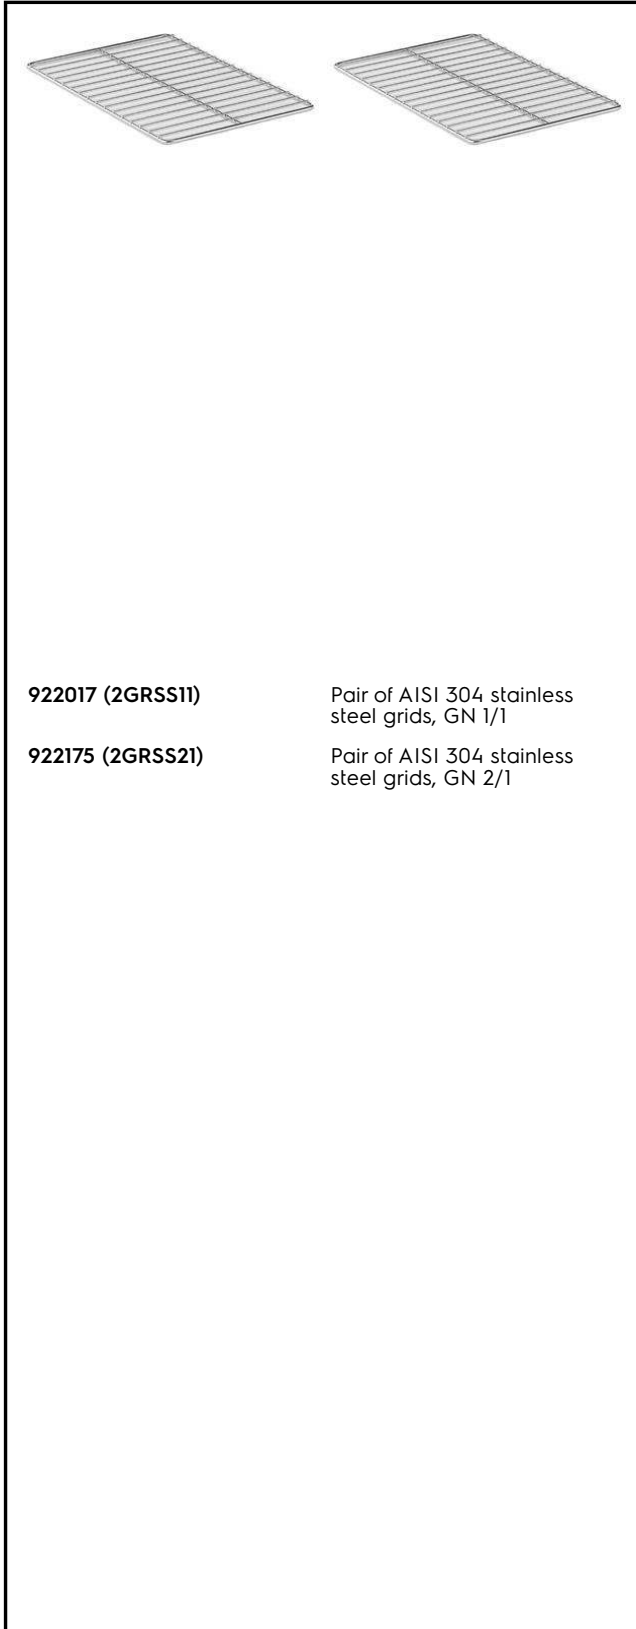 922017 (2GRSS11)
Pair of AISI 304 stainless
steel grids, GN 1/1
922175 (2GRSS21)
Pair of AISI 304 stainless
steel grids, GN 2/1